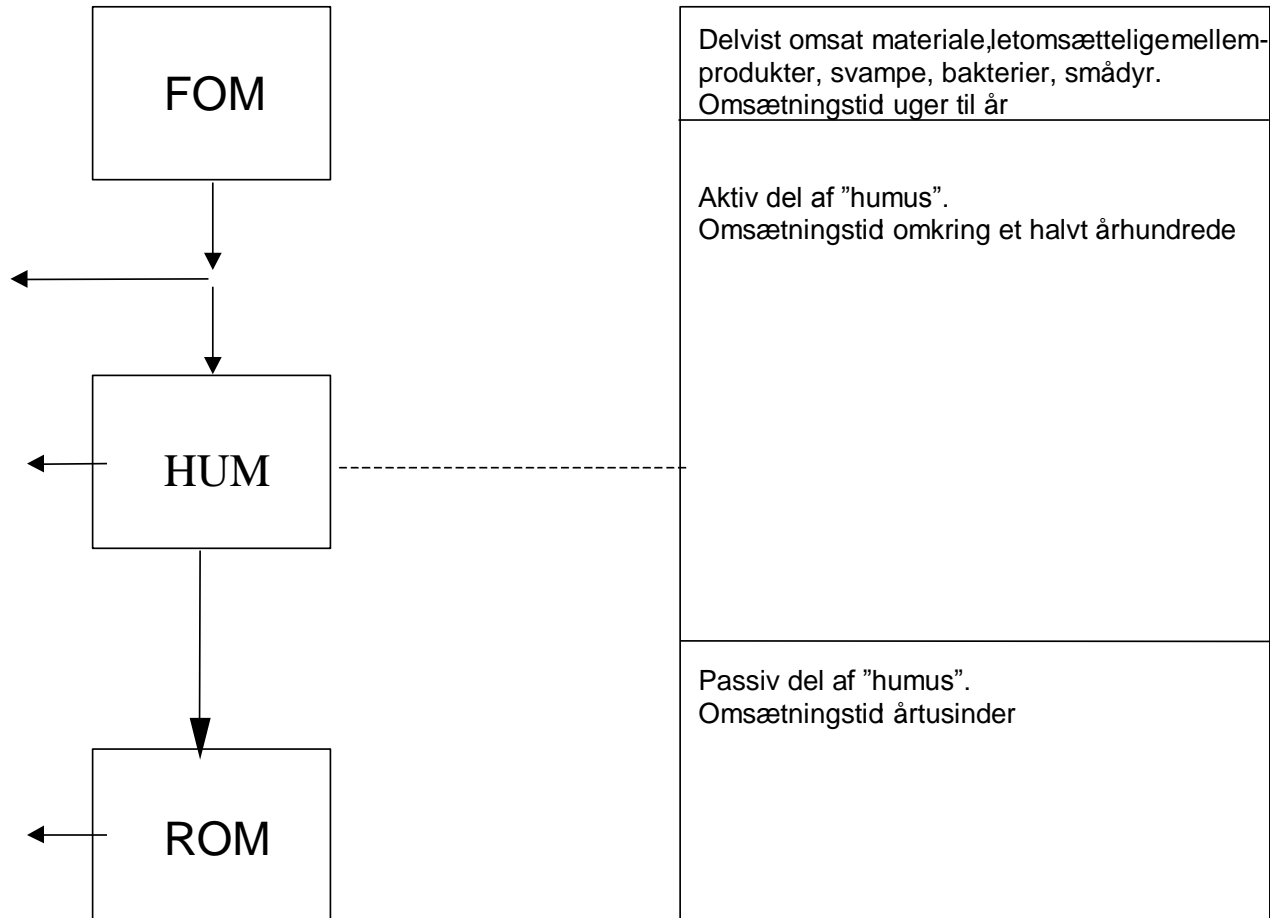 FOM
Delvist omsat materiale,letomsætteligemellem-
produkter, svampe, bakterier, smådyr.
Omsætningstid uger til år
Aktiv del af ”humus”.
Omsætningstid omkring et halvt århundrede
HUM
Passiv del af ”humus”.
Omsætningstid årtusinder
ROM